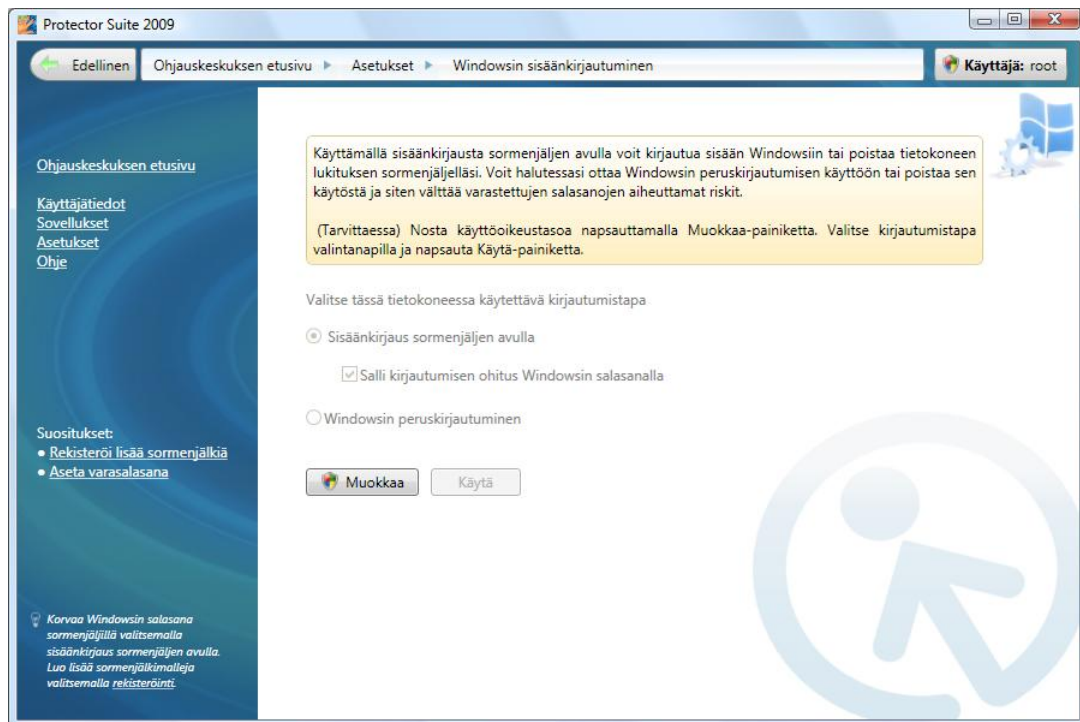 Protector Suite 2009
Edellinen
Ohjauskeskuksen etusivu
Asetukset
Windowsin sisäänkirjautuminen
Käyttäjä: root
Ohjauskeskuksen etusivu
Käyttäjätiedot
Sovellukset
Asetukset
Ohje
Suositukset:
• Rekisteröi lisää sormenjälkiä
• Aseta varasalasana
Korvaa Windowsin salasana
sormenjäljillä valitsemalla
sisäänkirjaus sormenjäljen avulla.
Luo lisää sormenjälkimalleja
valitsemalla rekisteröinti.
Käyttämällä sisäänkirjausta sormenjäljen avulla voit kirjautua sisään Windowsiin tai poistaa tietokoneen
lukituksen sormenjäljelläsi. Voit halutessasi ottaa Windowsin peruskirjautumisen käyttöön tai poistaa sen
käytöstä ja siten välttää varastettujen salasanojen aiheuttamat riskit.
(Tarvittaessa) Nosta käyttöoikeustasoa napsauttamalla Muokkaa-painiketta. Valitse kirjautumistapa
valintanapilla ja napsauta Käytä-painiketta.
Valitse tässä tietokoneessa käytettävä kirjautumistapa
Sisäänkirjaus sormenjäljen avulla
Salli kirjautumisen ohitus Windowsin salasanalla
Windowsin peruskirjautuminen
Muokkaa
Käytä